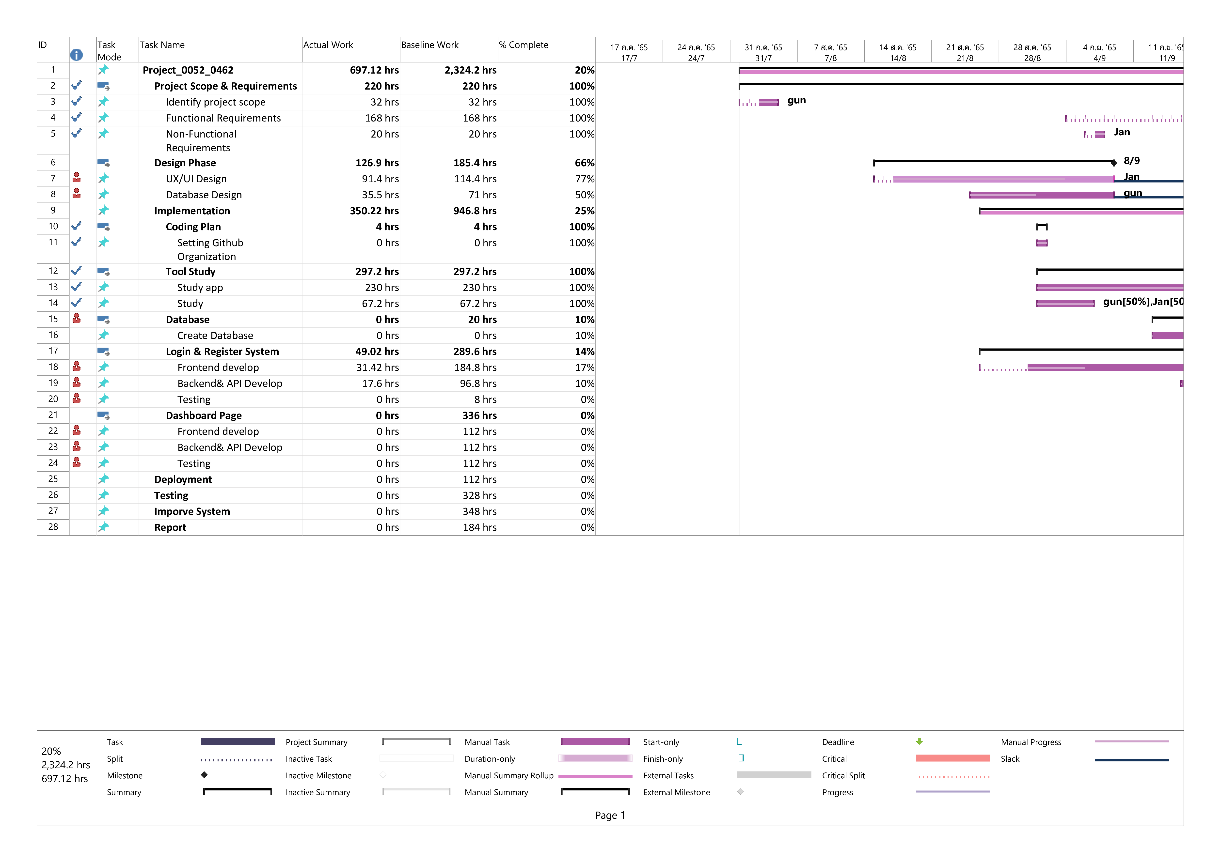 ID Task Mode Task Name Actual Work Baseline Work % Complete 17 ก.ค. '65 24 ก.ค. '65 31 ก.ค. '65 7 ส.ค. '65 14 ส.ค. '65 21 ส.ค. '65 28 ส.ค. '65 4 ก.ย. '65 11 ก.ย. '65
17/7 24/7 31/7 7/8 14/8 21/8 28/8 4/9 11/9
1 Project_0052_0462 697.12 hrs 2,324.2 hrs 20%
2 Project Scope & Requirements 220 hrs 220 hrs 100%
3 Identify project scope 32 hrs 32 hrs 100% gun
4 Functional Requirements 168 hrs 168 hrs 100%
5 Non-Functional Requirements 20 hrs 20 hrs 100% Jan
6 Design Phase 126.9 hrs 185.4 hrs 66% 8/9
7 UX/UI Design 91.4 hrs 114.4 hrs 77% Jan
8 Database Design 35.5 hrs 71 hrs 50% gun
9 Implementation 350.22 hrs 946.8 hrs 25%
10 Coding Plan 4 hrs 4 hrs 100%
11 Setting Github Organization 0 hrs 0 hrs 100%
12 Tool Study 297.2 hrs 297.2 hrs 100%
13 Study app 230 hrs 230 hrs 100%
14 Study 67.2 hrs 67.2 hrs 100% gun[50%],Jan[50
15 Database 0 hrs 20 hrs 10%
16 Create Database 0 hrs 0 hrs 10%
17 Login & Register System 49.02 hrs 289.6 hrs 14%
18 Frontend develop 31.42 hrs 184.8 hrs 17%
19 Backend& API Develop 17.6 hrs 96.8 hrs 10%
20 Testing 0 hrs 8 hrs 0%
21 Dashboard Page 0 hrs 336 hrs 0%
22 Frontend develop 0 hrs 112 hrs 0%
23 Backend& API Develop 0 hrs 112 hrs 0%
24 Testing 0 hrs 112 hrs 0%
25 Deployment 0 hrs 112 hrs 0%
26 Testing 0 hrs 328 hrs 0%
27 Imporve System 0 hrs 348 hrs 0%
28 Report 0 hrs 184 hrs 0%
20%
2,324.2 hrs
697.12 hrs
Task Project Summary Manual Task Start-only Deadline Manual Progress
Split Inactive Task Duration-only Finish-only Critical Slack
Milestone Inactive Milestone Manual Summary Rollup External Tasks Critical Split
Summary Inactive Summary Manual Summary External Milestone Progress
Page 1